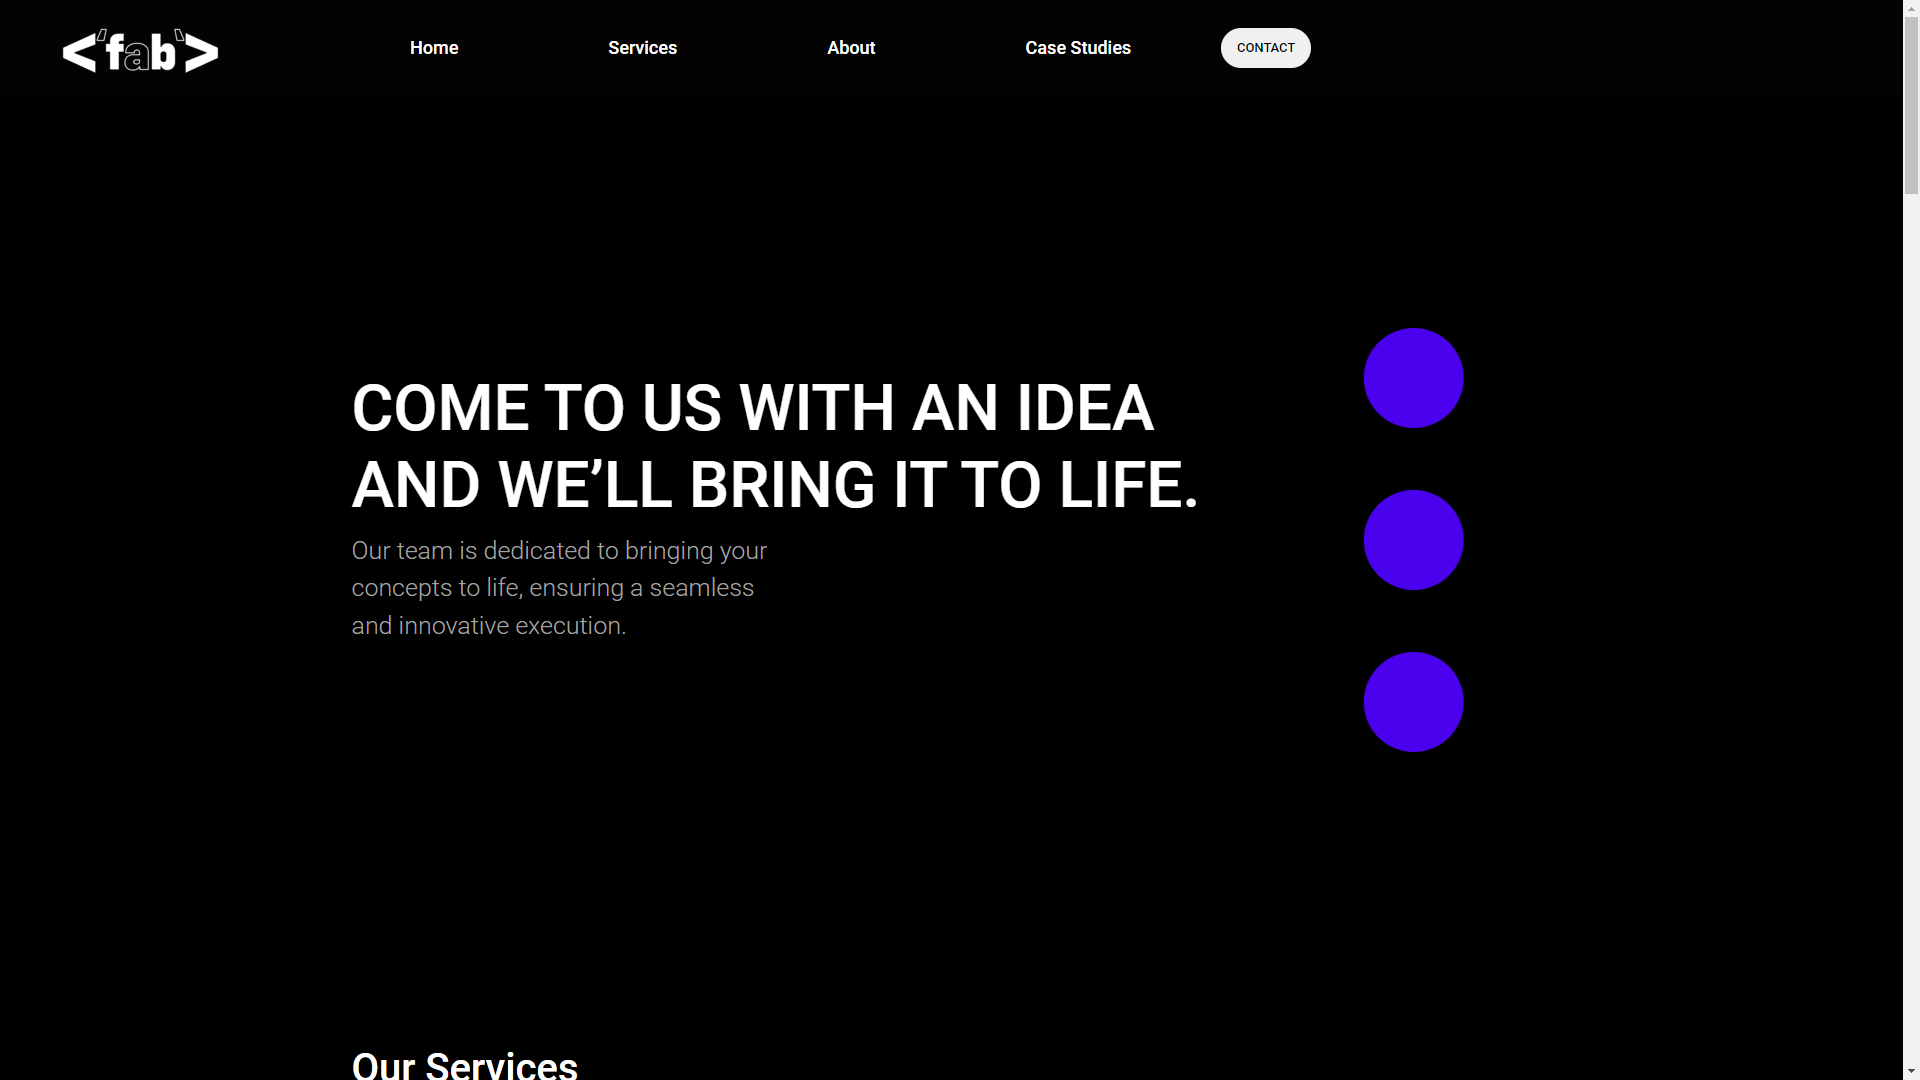 <'fab'>
Home
Services
About
Case Studies
CONTACT
COME TO US WITH AN IDEA
AND WE’LL BRING IT TO LIFE.
Our team is dedicated to bringing your
concepts to life, ensuring a seamless
and innovative execution.
Our Services